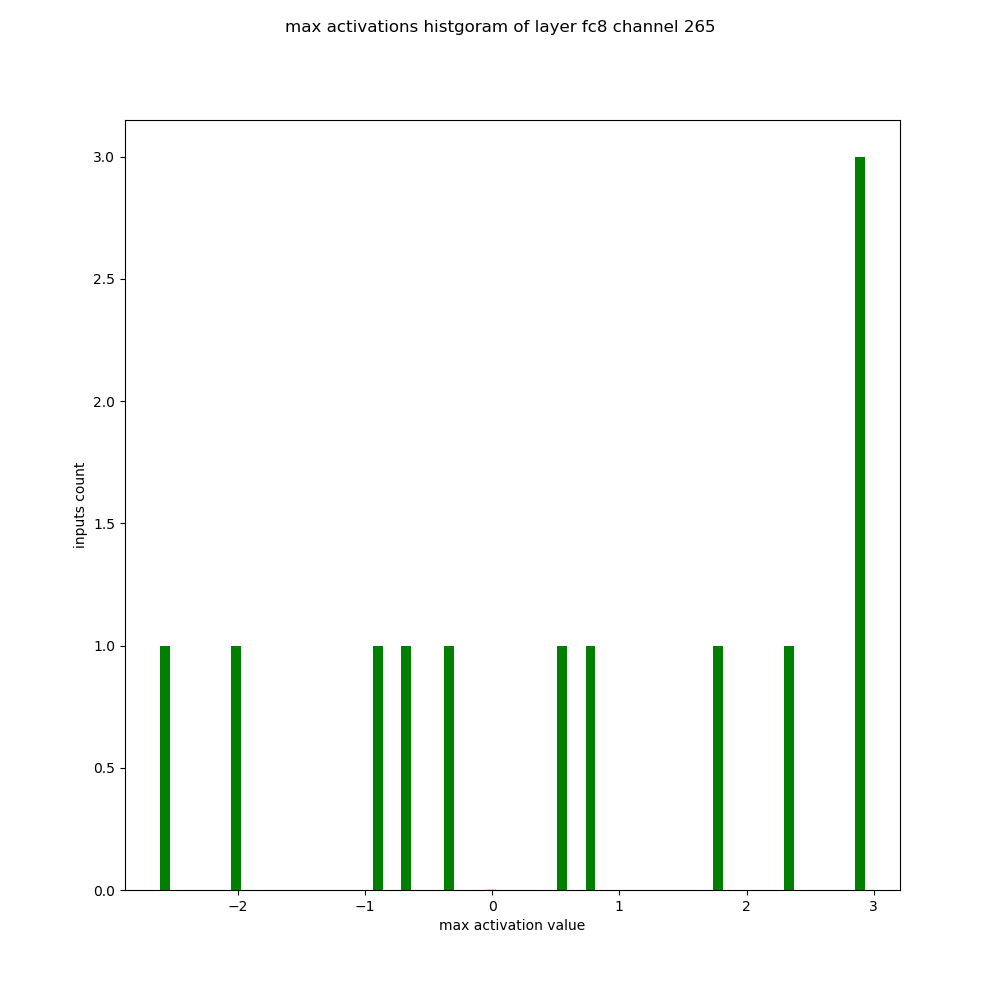 max activations histgoram of layer fc8 channel 265
3.0
2.5
2.0
1.5
1.0
0.5
0.0
inputs count
−2 −1 0 1 2 3
max activation value